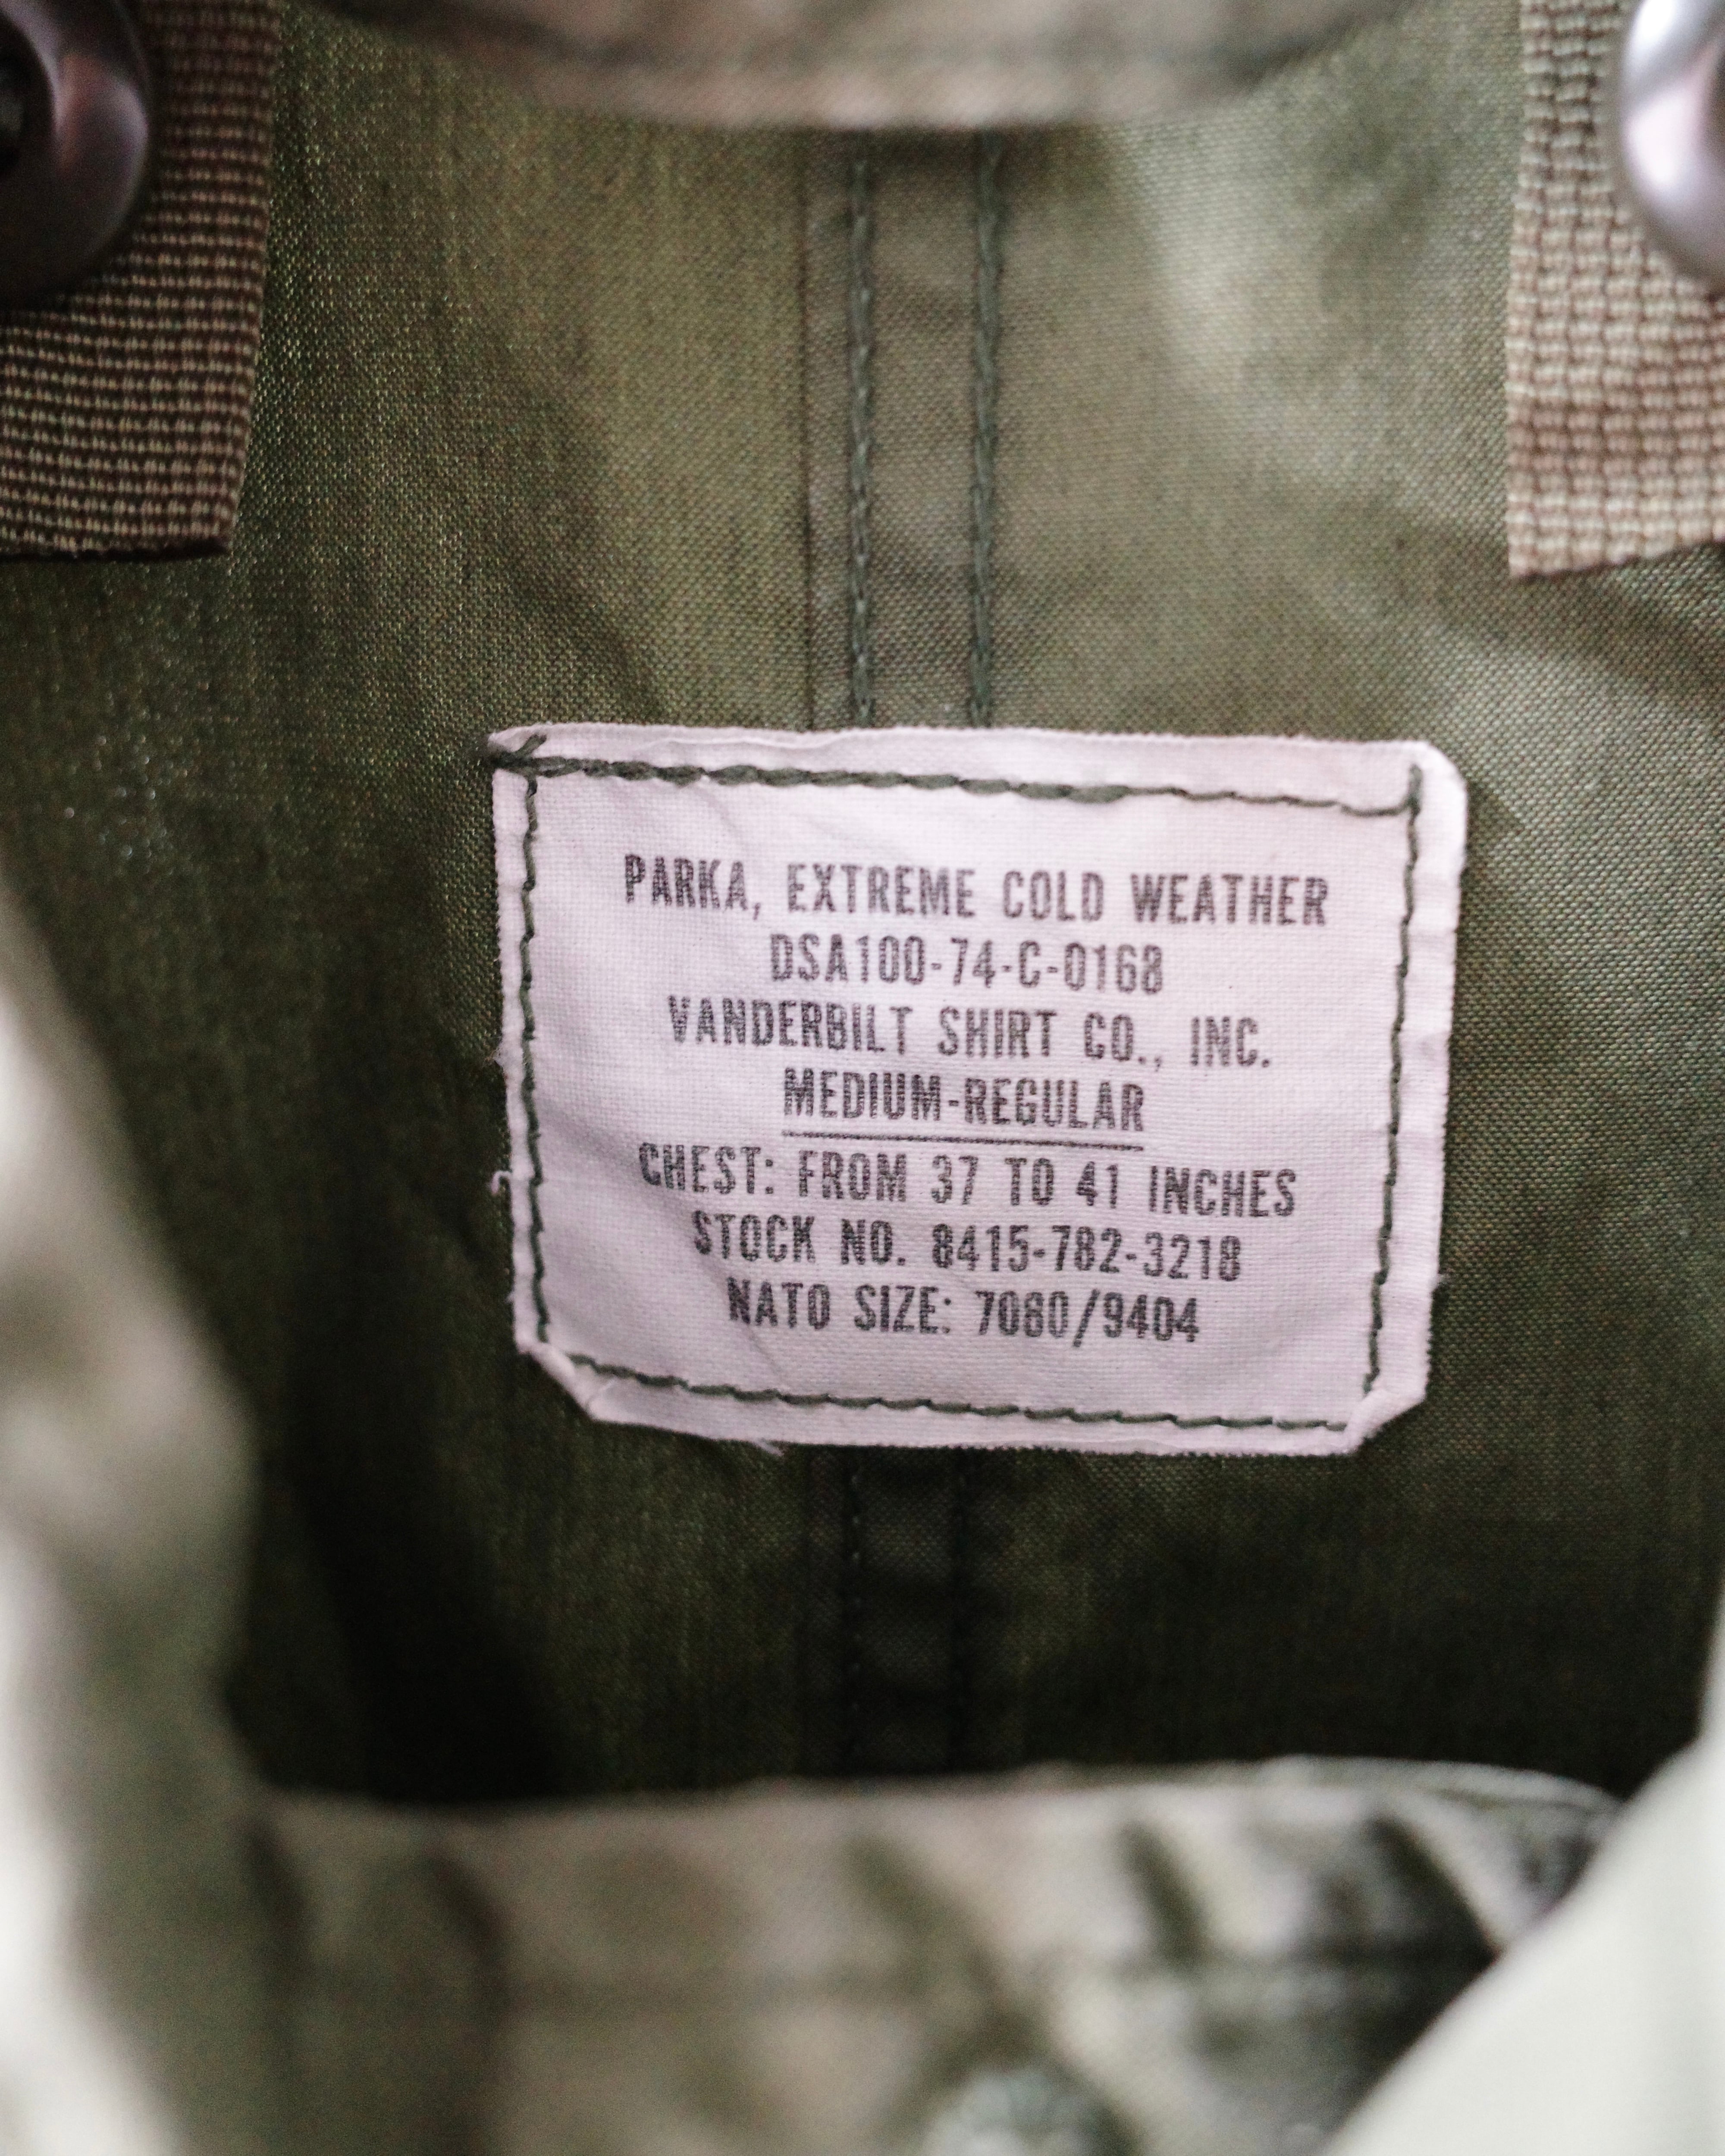 PARKA, EXTREME COLD WEATHER
DSA100-74-C-0168
VANDERBILT SHIRT CO., INC.
MEDIUM-REGULAR
CHEST: FROM 37 TO 41 INCHES
STOCK NO. 8415-782-3218
NATO SIZE: 7080/9404